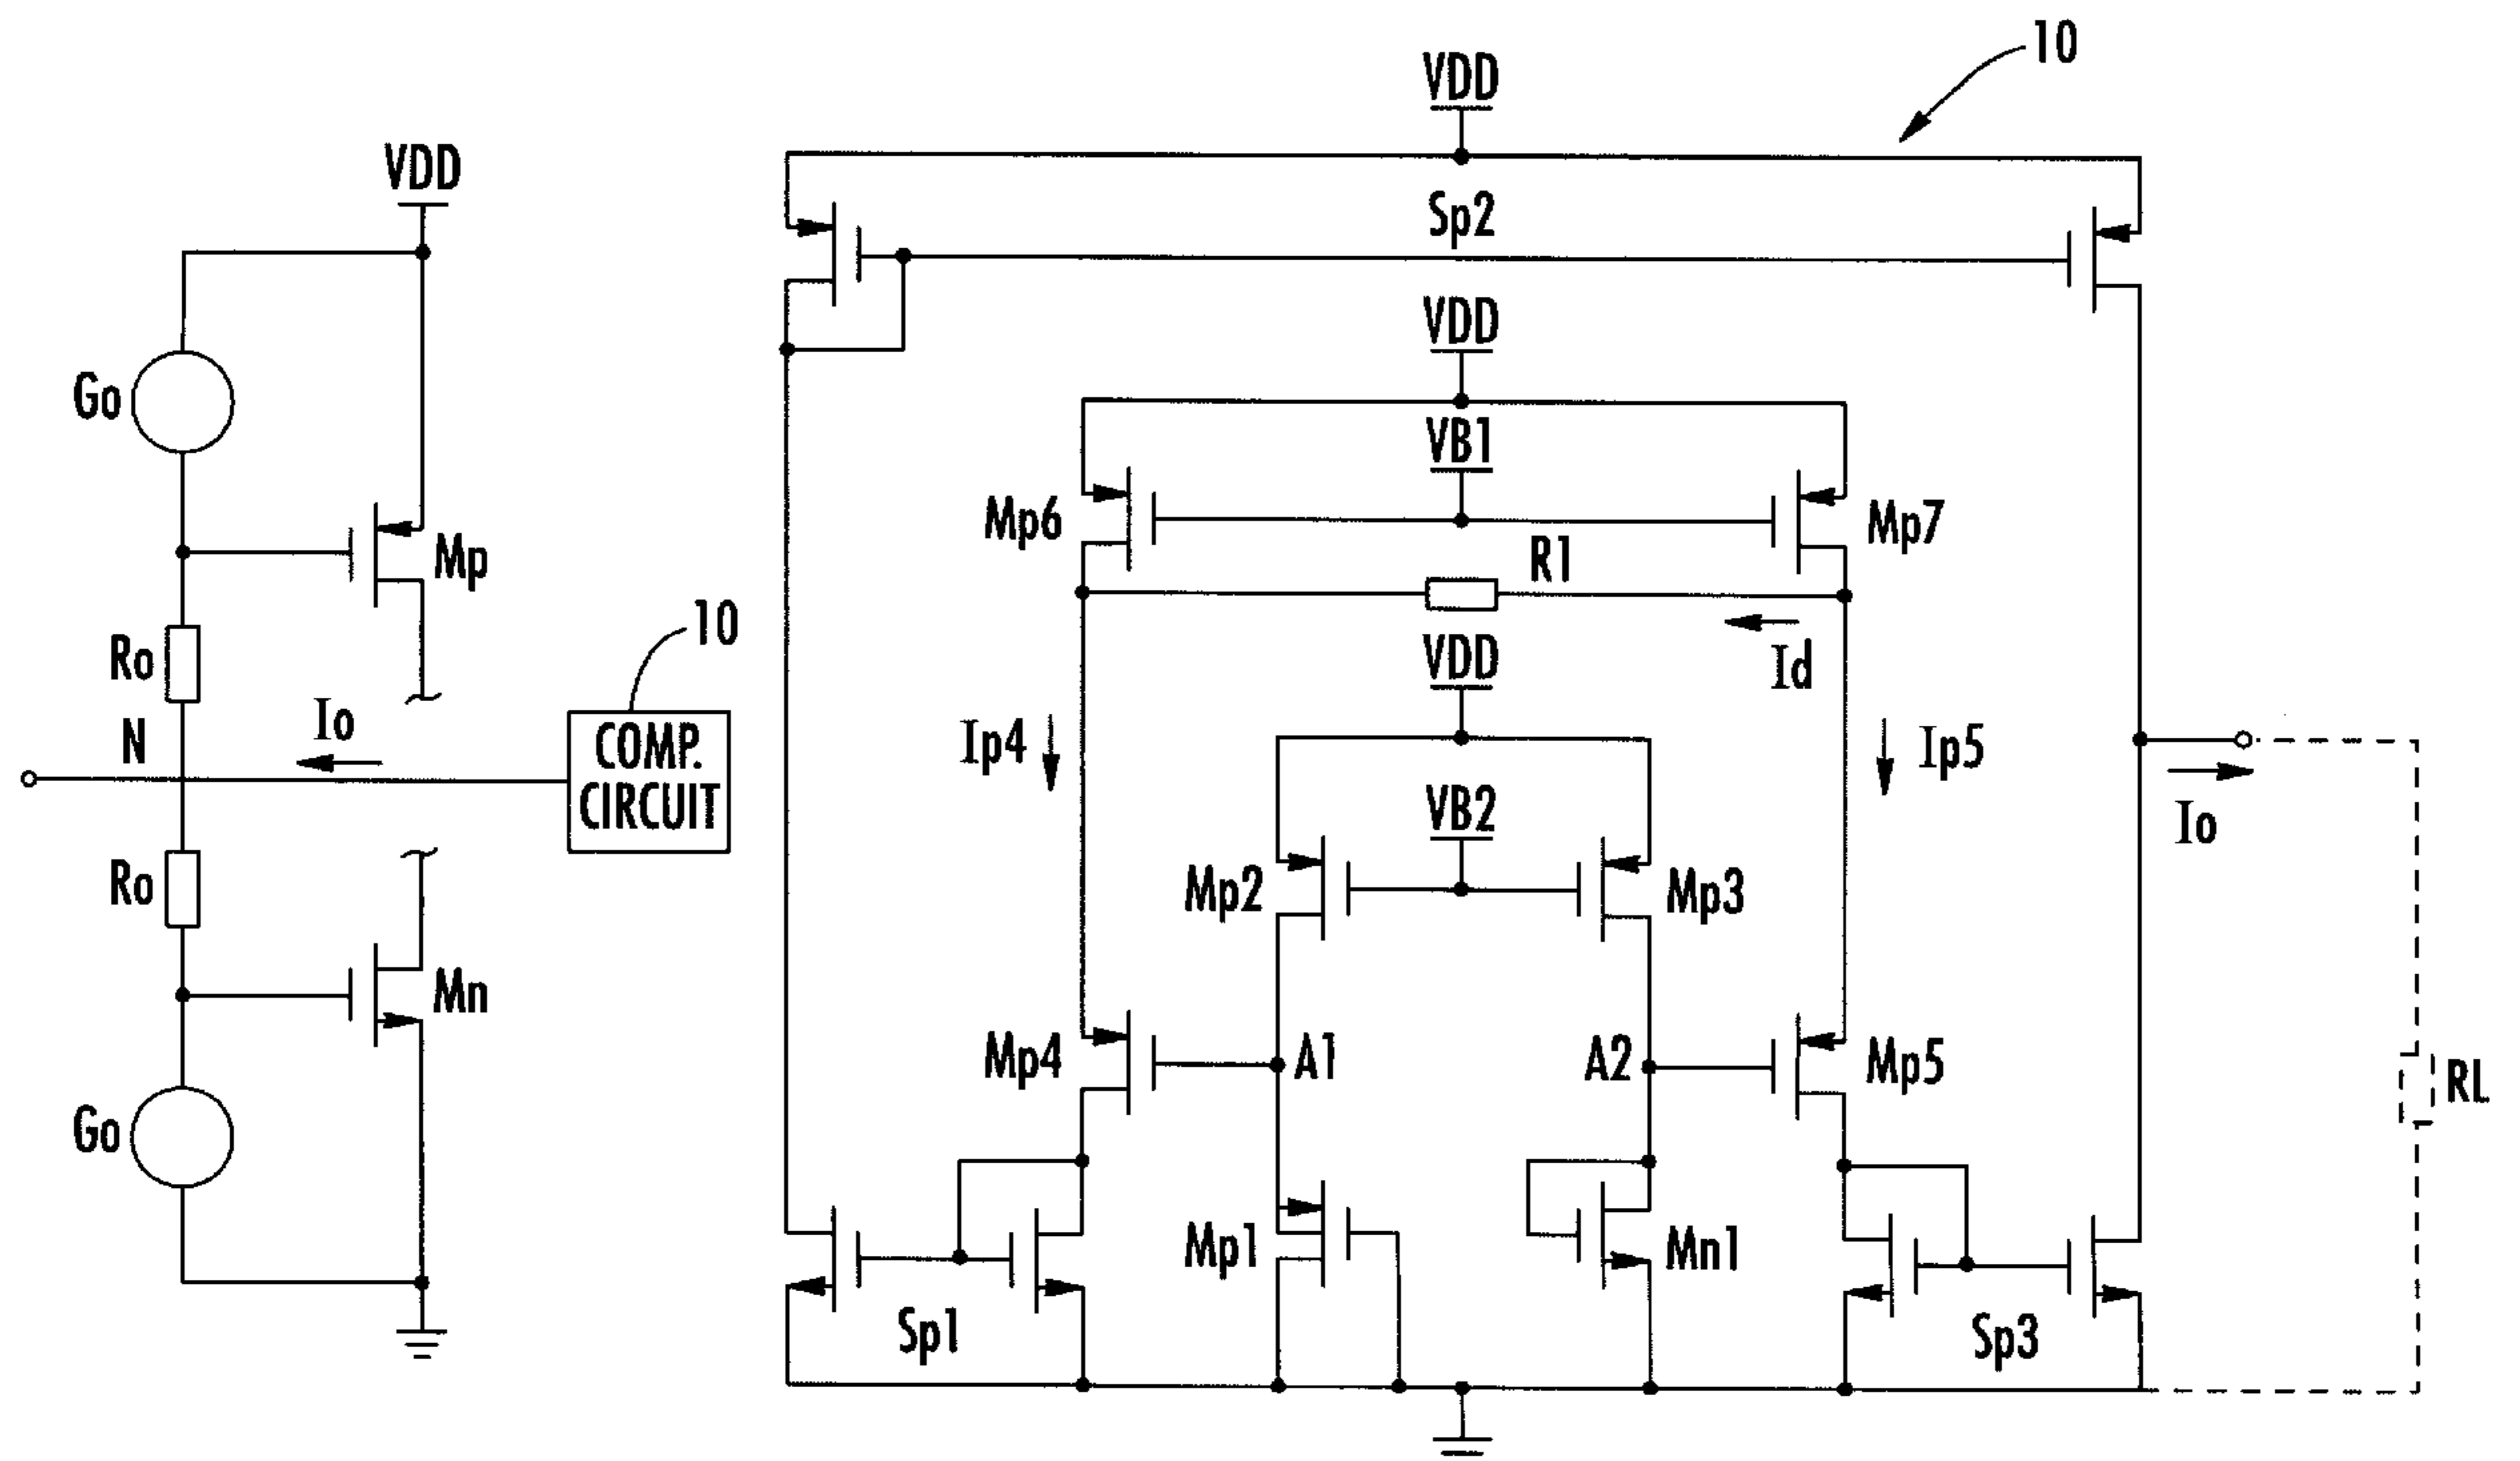 10
VDD
VDD
Sp2
VDD
Go
VB1
Mp6
Mp7
Mp
R1
10
Ro
VDD
Id
N
Io
Ip4
Ip5
COMP.
CIRCUIT
VB2
Io
Ro
Mp2
Mp3
Mn
Mp4
A1
A2
Mp5
RL
Go
Mp1
Mn1
Sp1
Sp3